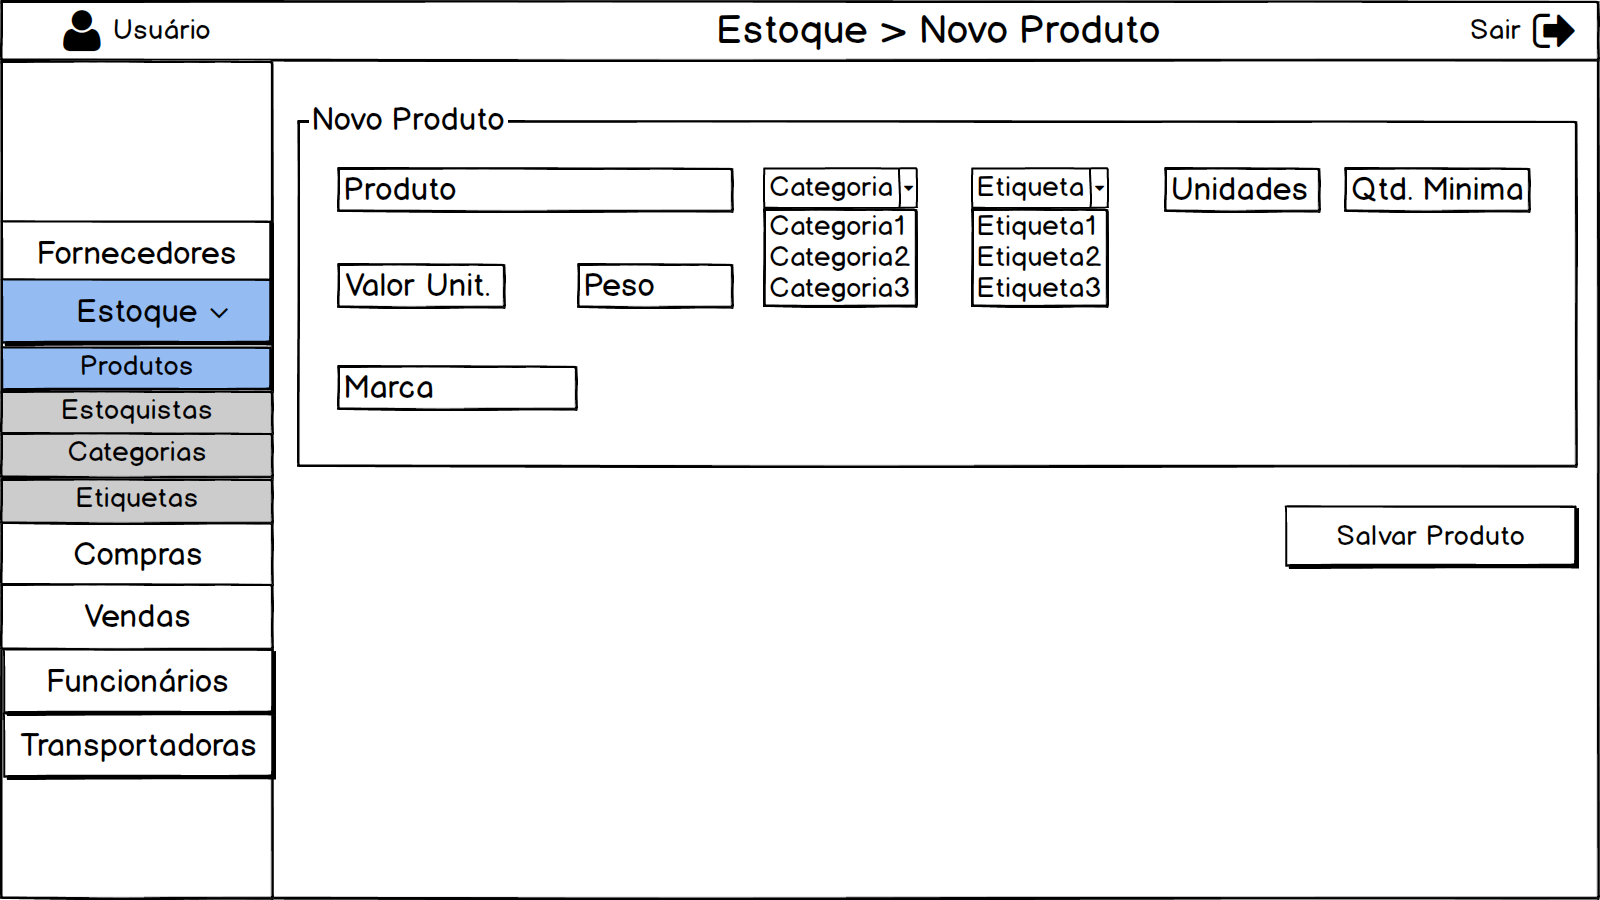 Usuário
Estoque > Novo Produto
Sair
Fornecedores
Estoque
Produtos
Estoquistas
Categorias
Etiquetas
Compras
Vendas
Funcionários
Transportadoras
Novo Produto
Produto
Categoria
Categoria1
Categoria2
Categoria3
Etiqueta
Etiqueta1
Etiqueta2
Etiqueta3
Unidades
Qtd. Minima
Valor Unit.
Peso
Marca
Salvar Produto